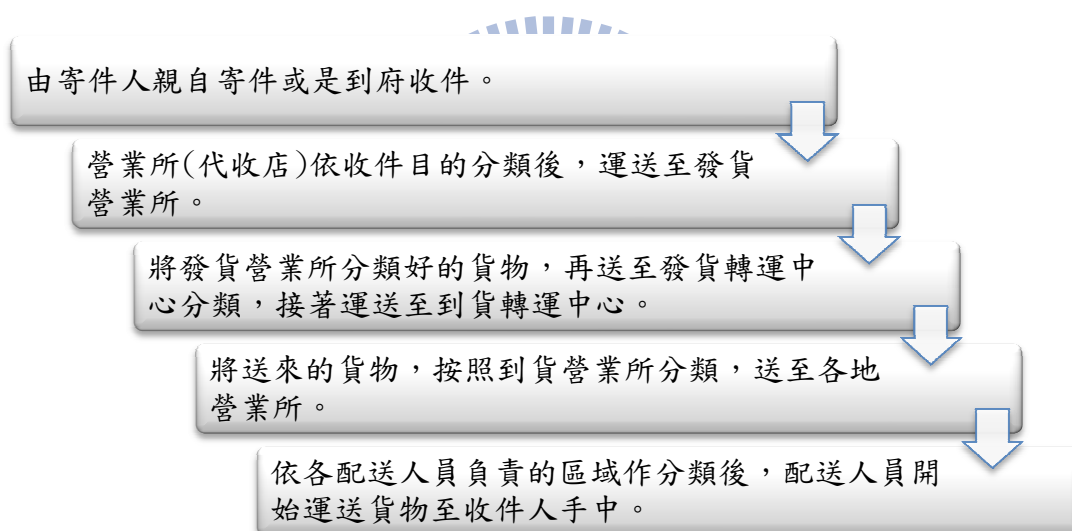 由寄件人親自寄件或是到府收件。
營業所(代收店)依收件目的分類後，運送至發貨
營業所。
將發貨營業所分類好的貨物，再送至發貨轉運中
心分類，接著運送至到貨轉運中心。
將送來的貨物，按照到貨營業所分類，送至各地
營業所。
依各配送人員負責的區域作分類後，配送人員開
始運送貨物至收件人手中。